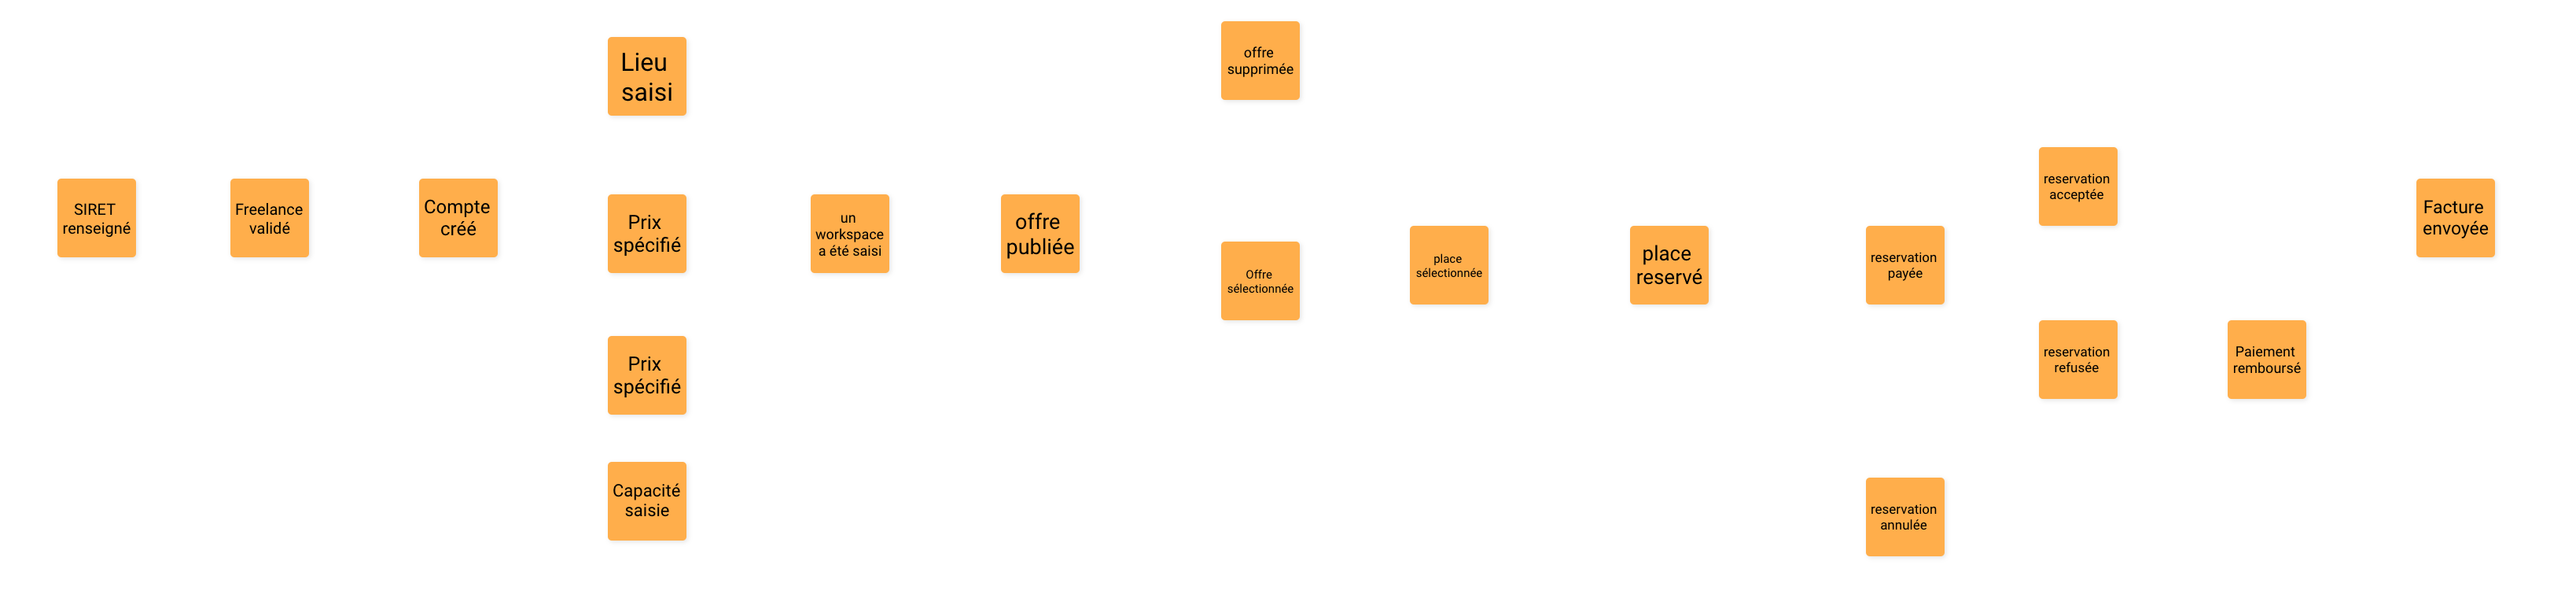 SIRET
renseigné
Freelance
validé
Compte
créé
Lieu
saisi
Prix
spécifié
Prix
spécifié
Capacité
saisie
un
workspace
a été saisi
offre
publiée
offre
supprimée
Offre
sélectionnée
place
sélectionnée
place
reservé
reservation
payée
reservation
annulée
reservation
acceptée
reservation
refusée
Paiement
remboursé
Facture
envoyée